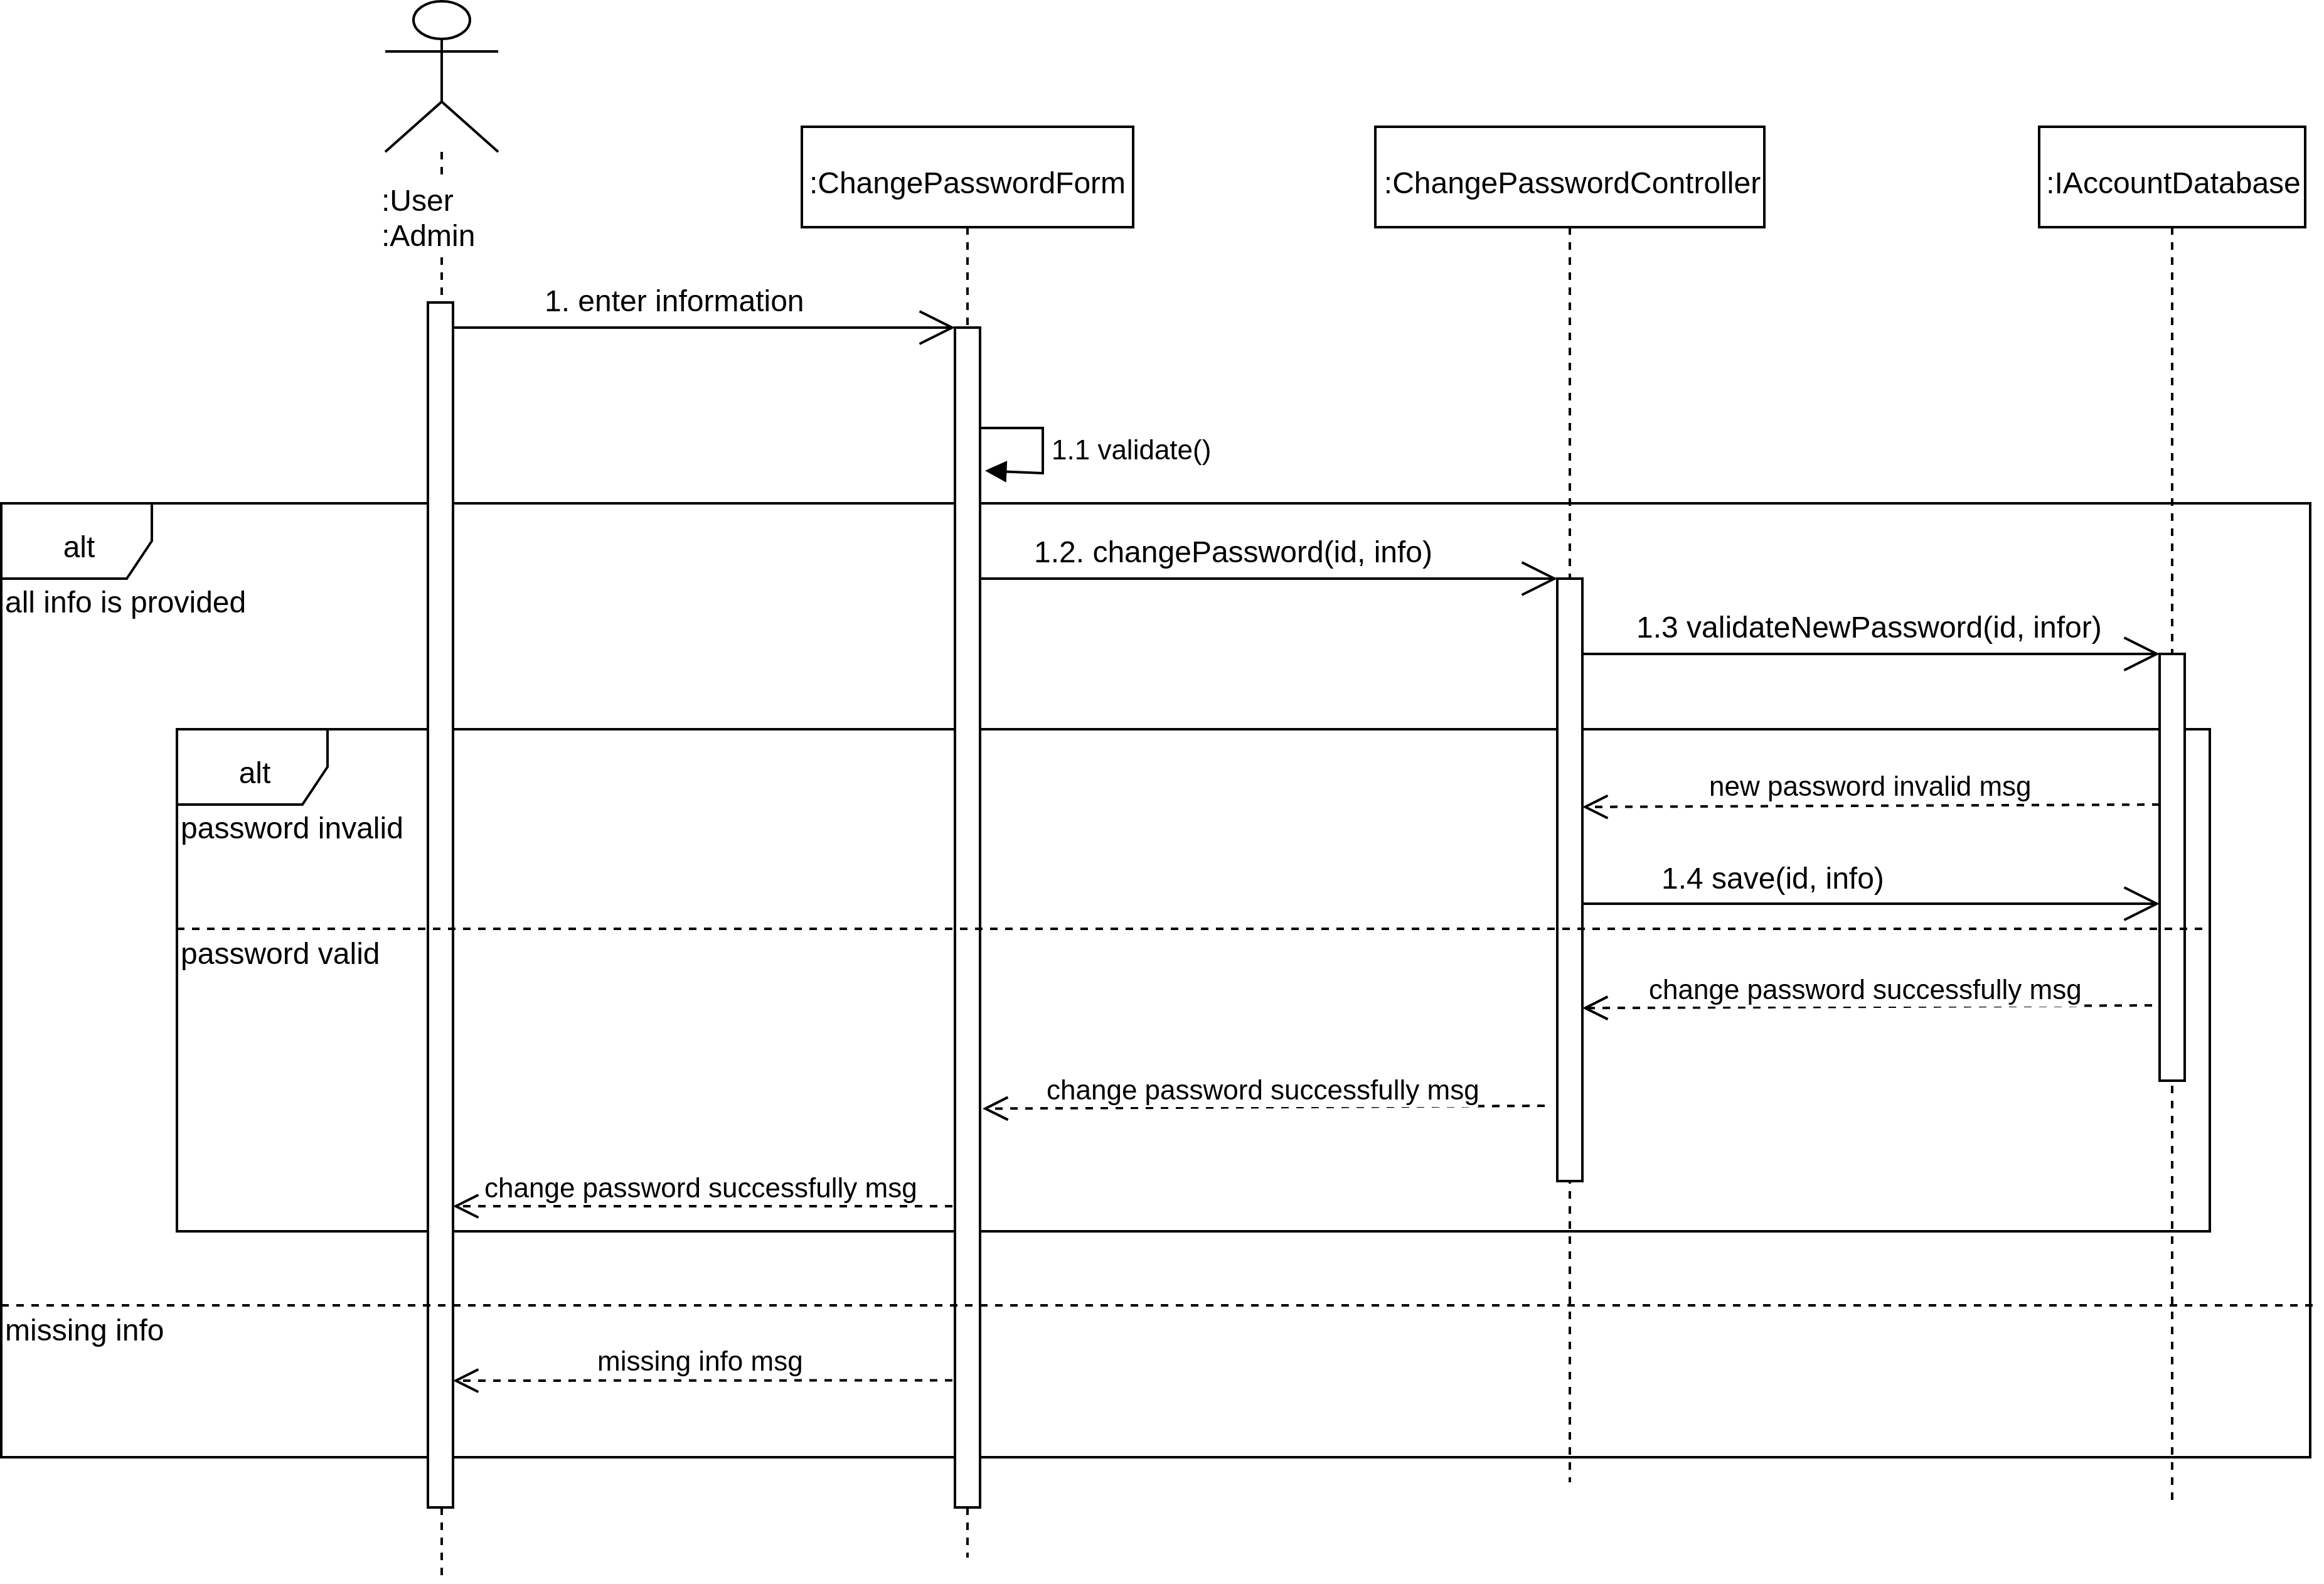 :User
:Admin
:ChangePasswordForm
:ChangePasswordController
:IAccountDatabase
1. enter information
1.1 validate()
alt
all info is provided
1.2. changePassword(id, info)
1.3 validateNewPassword(id, infor)
alt
password invalid
new password invalid msg
1.4 save(id, info)
password valid
change password successfully msg
change password successfully msg
change password successfully msg
missing info
missing info msg